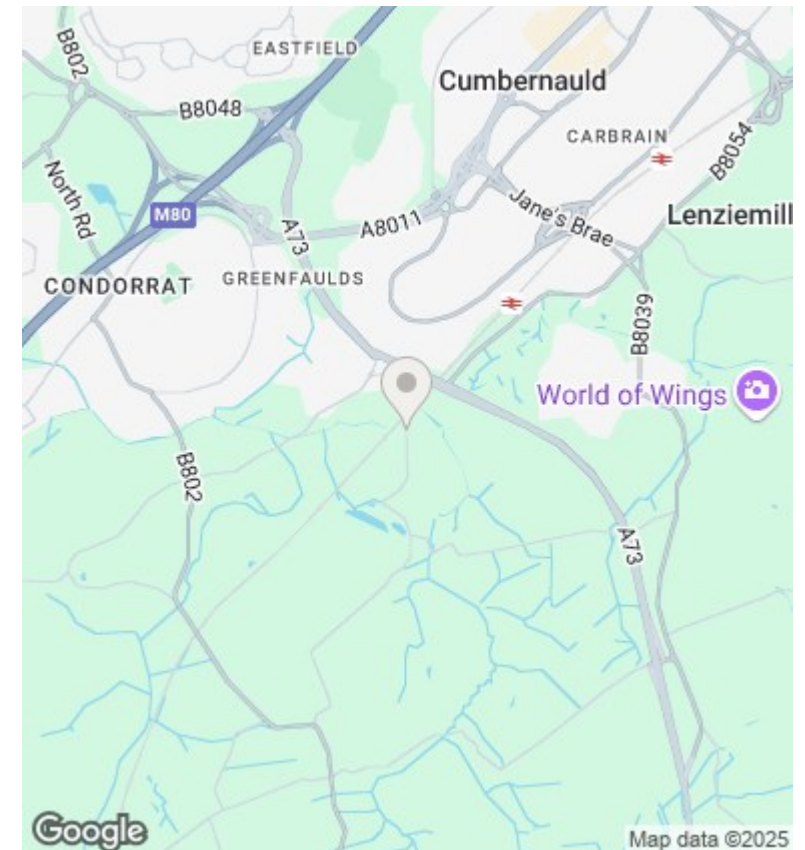 B802
EASTFIELD
Cumbernauld
B8048
CARBRAIN
B8054
North Rd
Jane's Brae
Lenziemill
M80
A73
A8011
CONDORRAT
GREENFAULDS
B8039
World of Wings
B802
A73
Google
Map data ©2025